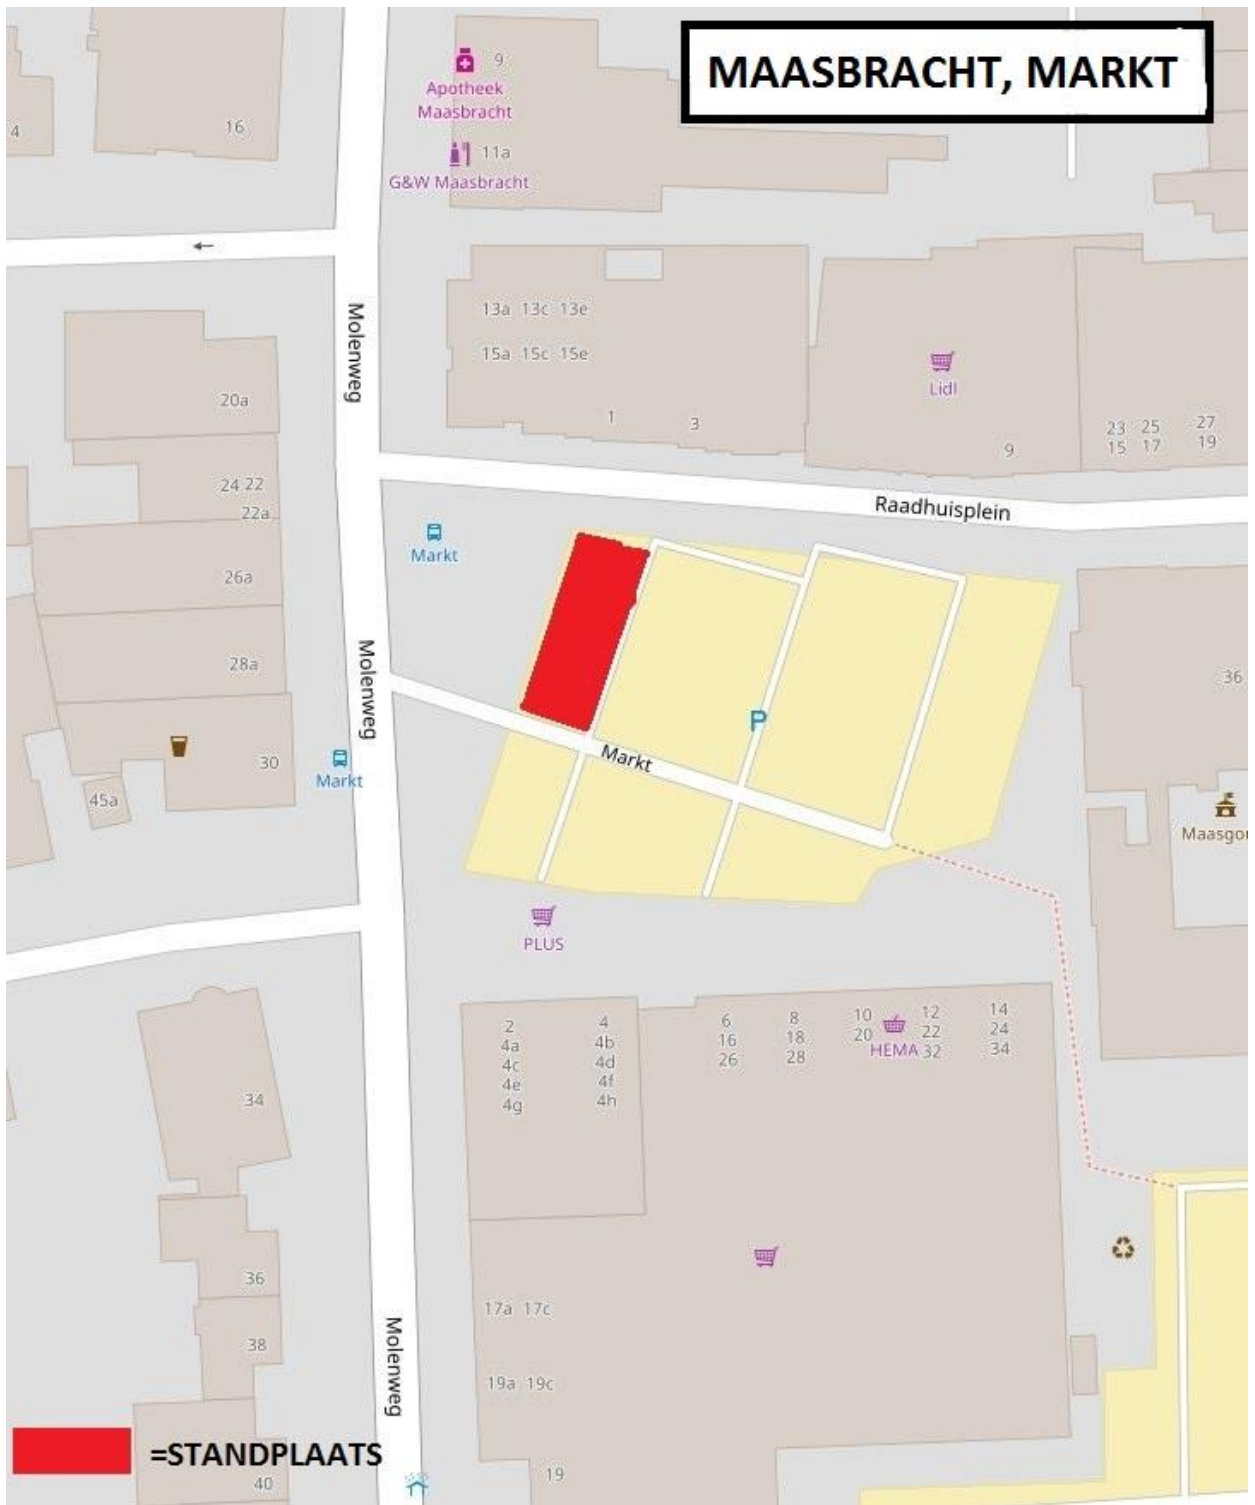 MAASBRACHT, MARKT
9
Apotheek
Maasbracht
4
16
11a
G&W Maasbracht
←
Molenweg
13a 13c 13e
15a 15c 15e
Lidl
20a
1
3
9
23 25 27
15 17 19
24 22
22a
Raadhuisplein
Markt
26a
28a
Molenweg
36
P
30
Markt
Markt
45a
Maasgor
PLUS
2
4a
4c
4e
4g
4
4b
4d
4f
4h
6
16
26
8
18
28
10
20
HEMA
12
22
32
14
24
34
34
36
17a 17c
38
Molenweg
19a 19c
=STANDPLAATS
40
19